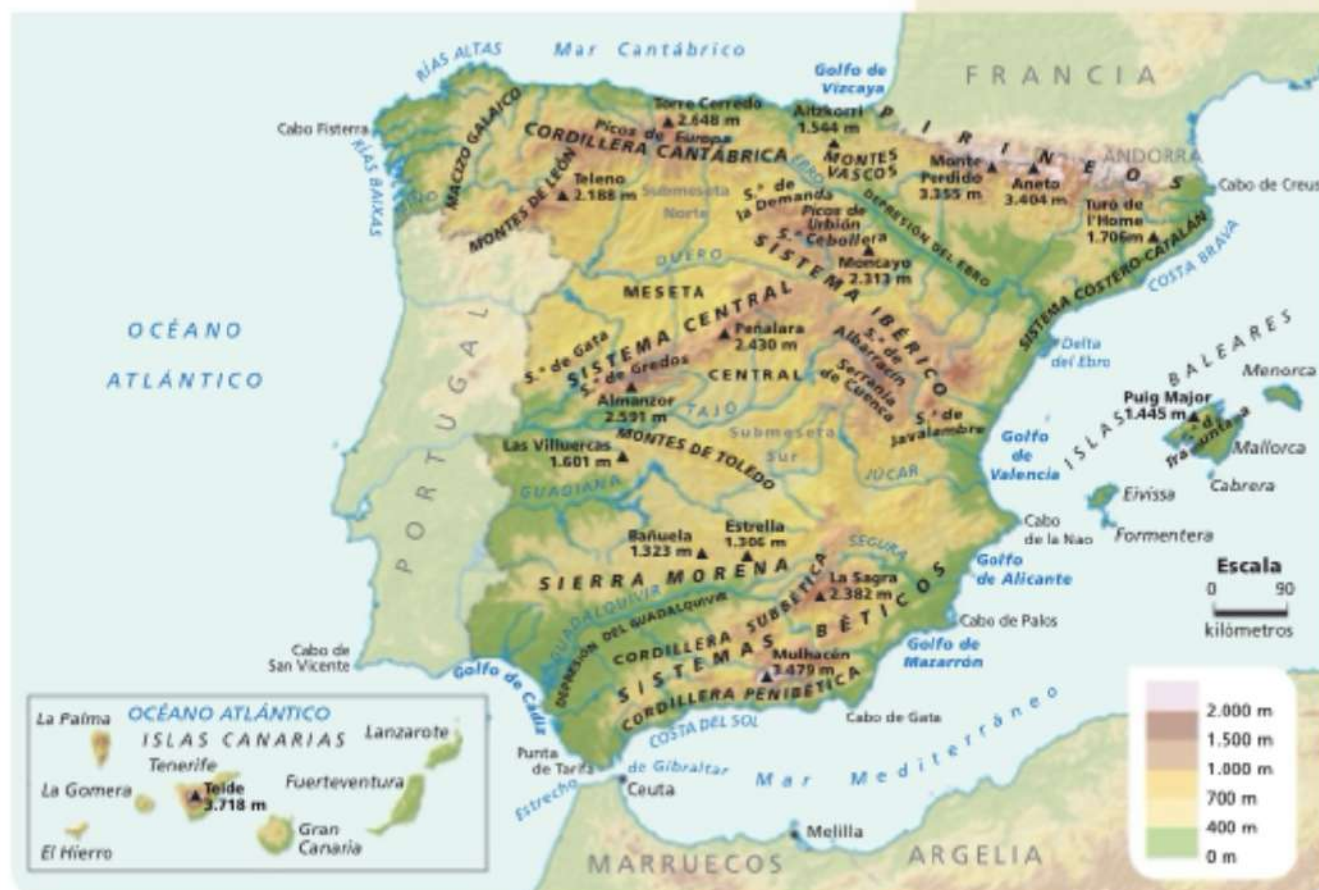 RÍAS ALTAS
Mar Cantábrico
Golfo de
Vizcaya
FRANCIA
Cabo Fisterra
RÍAS BAIXAS
MACIZO GALAICO
Torre Cerredo
2.648 m
Picos de Europa
CORDILLERA CANTÁBRICA
Aitzkorri
1.544 m
MONTES
VASCOS
PIRINEOS
ANDORRA
Monte
Perdido
3.355 m
Aneto
3.404 m
Cabo de Creus
MONTES DE LEÓN
Teleno
2.188 m
Submeseta
Norte
EBRO
S.ª de
la Demanda
Picos de
Urbión
S.ª Cebollera
DEPRESIÓN DEL EBRO
Turó de
l'Home
1.706m
SISTEMA COSTERO-CATALÁN
COSTA BRAVA
Moncayo
2.313 m
DUERO
MESETA
SISTEMA IBÉRICO
OCÉANO
ATLÁNTICO
PORTUGAL
SISTEMA CENTRAL
S.ª de Gata
S.ª de Gredos
Peñalara
2.430 m
CENTRAL
Almanzor
2.591 m
TAJO
S.ª de
Albarracín
Serranía
de Cuenca
S.ª de
Javalambre
Delta
del Ebro
ISLAS BALEARES
Menorca
Puig Major
1.445 m
Mallorca
Cabrera
Eivissa
Formentera
Golfo
de
Valencia
Las Villuercas
1.601 m
MONTES DE TOLEDO
Submeseta
Sur
GUADIANA
JÚCAR
Cabo
de la Nao
Bañuela
1.323 m
Estrella
1.306 m
SEGURA
Golfo
de Alicante
SIERRA MORENA
La Sagra
2.382 m
GUADALQUIVIR
DEPRESIÓN DEL GUADALQUIVIR
CORDILLERA SUBBÉTICA
SISTEMAS BÉTICOS
Cabo de Palos
Golfo de
Mazarrón
Mulhacén
3.479 m
CORDILLERA PENIBÉTICA
Cabo de
San Vicente
Golfo de Cádiz
COSTA DEL SOL
Cabo de Gata
Punta
de Tarifa
Estrecho
de Gibraltar
Ceuta
Mar Mediterráneo
Melilla
MARRUECOS
ARGELIA
Escala
0 90
kilómetros
2.000 m
1.500 m
1.000 m
700 m
400 m
0 m
OCÉANO ATLÁNTICO
ISLAS CANARIAS
La Palma
Tenerife
Lanzarote
La Gomera
Teide
3.718 m
Fuerteventura
El Hierro
Gran
Canaria